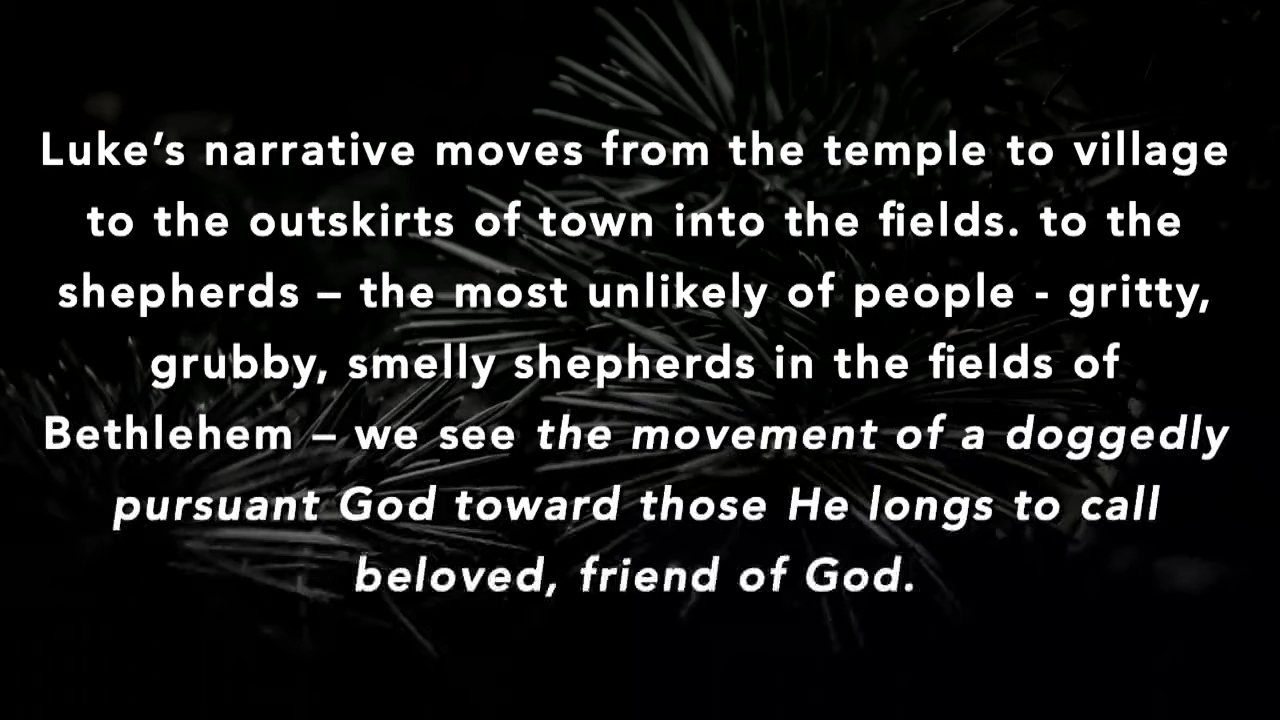 Luke’s narrative moves from the temple to village
to the outskirts of town into the fields. to the
shepherds – the most unlikely of people - gritty,
grubby, smelly shepherds in the fields of
Bethlehem – we see the movement of a doggedly
pursuant God toward those He longs to call
beloved, friend of God.